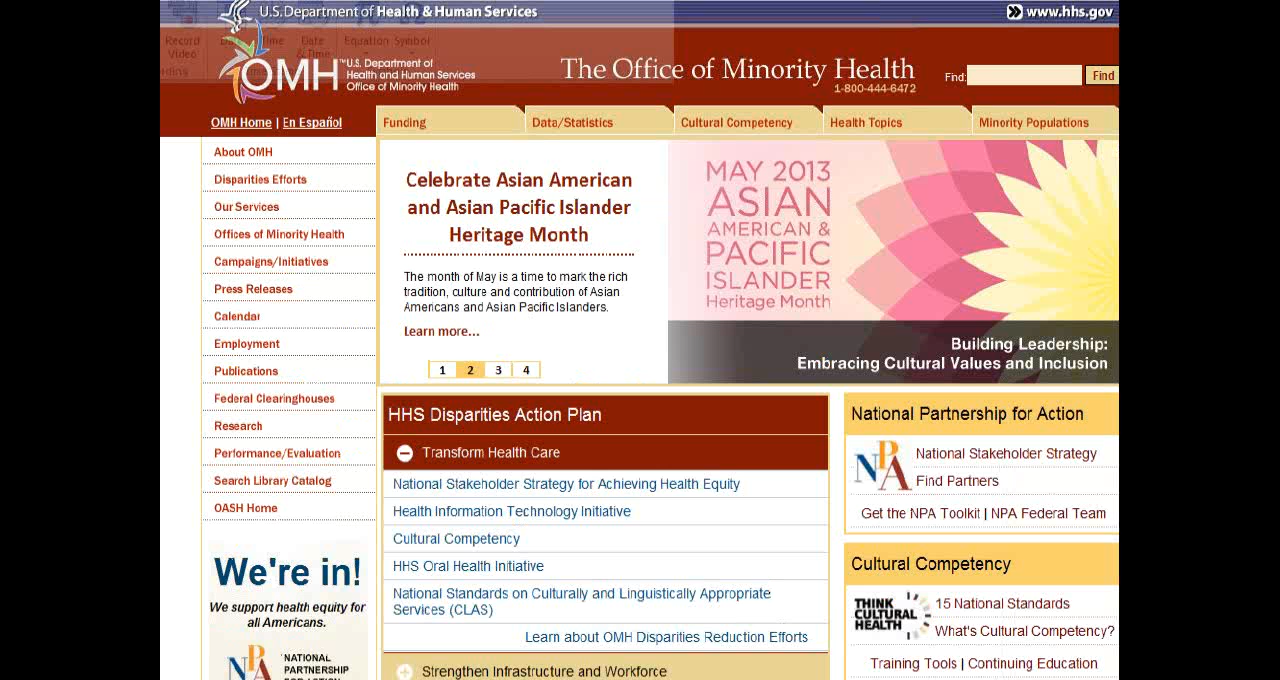 U.S. Department of Health & Human Services
www.hhs.gov
Record Video
Date & Time
Equation Symbol
OMH™ U.S. Department of
Health and Human Services
Office of Minority Health
The Office of Minority Health
1-800-444-6472
Find:
Find
OMH Home | En Español
Funding
Data/Statistics
Cultural Competency
Health Topics
Minority Populations
About OMH
Disparities Efforts
Our Services
Offices of Minority Health
Campaigns/Initiatives
Press Releases
Calendar
Employment
Publications
Federal Clearinghouses
Research
Performance/Evaluation
Search Library Catalog
OASH Home
We're in!
We support health equity for
all Americans.
NPA
NATIONAL
PARTNERSHIP
FOR ACTION
Celebrate Asian American
and Asian Pacific Islander
Heritage Month
The month of May is a time to mark the rich
tradition, culture and contribution of Asian
Americans and Asian Pacific Islanders.
Learn more...
1 2 3 4
MAY 2013
ASIAN
AMERICAN &
PACIFIC
ISLANDER
Heritage Month
Building Leadership:
Embracing Cultural Values and Inclusion
HHS Disparities Action Plan
Transform Health Care
National Stakeholder Strategy for Achieving Health Equity
Health Information Technology Initiative
Cultural Competency
HHS Oral Health Initiative
National Standards on Culturally and Linguistically Appropriate
Services (CLAS)
Learn about OMH Disparities Reduction Efforts
Strengthen Infrastructure and Workforce
National Partnership for Action
NPA
National Stakeholder Strategy
Find Partners
Get the NPA Toolkit | NPA Federal Team
Cultural Competency
THINK
CULTURAL
HEALTH
15 National Standards
What's Cultural Competency?
Training Tools | Continuing Education